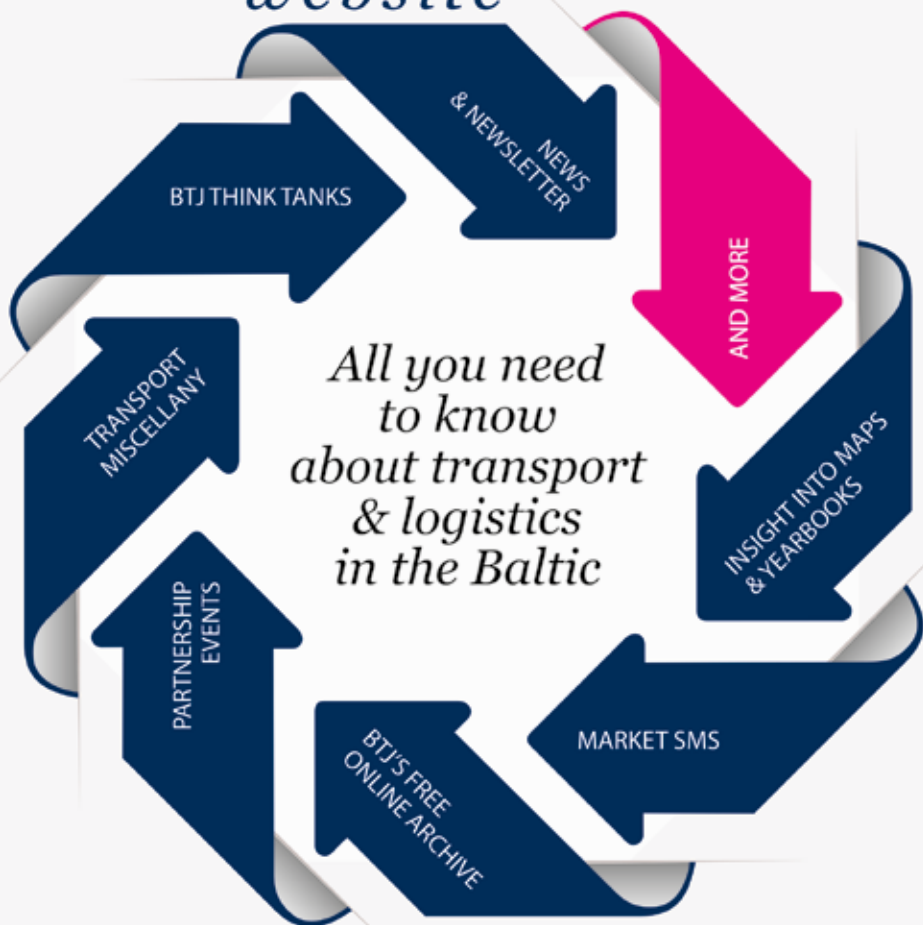 website
NEWS
& NEWSLETTER
AND MORE
INSIGHT INTO MAPS
& YEARBOOKS
MARKET SMS
BTJ'S FREE
ONLINE ARCHIVE
PARTNERSHIP
EVENTS
TRANSPORT
MISCELLANY
BTJ THINK TANKS
All you need
to know
about transport
& logistics
in the Baltic